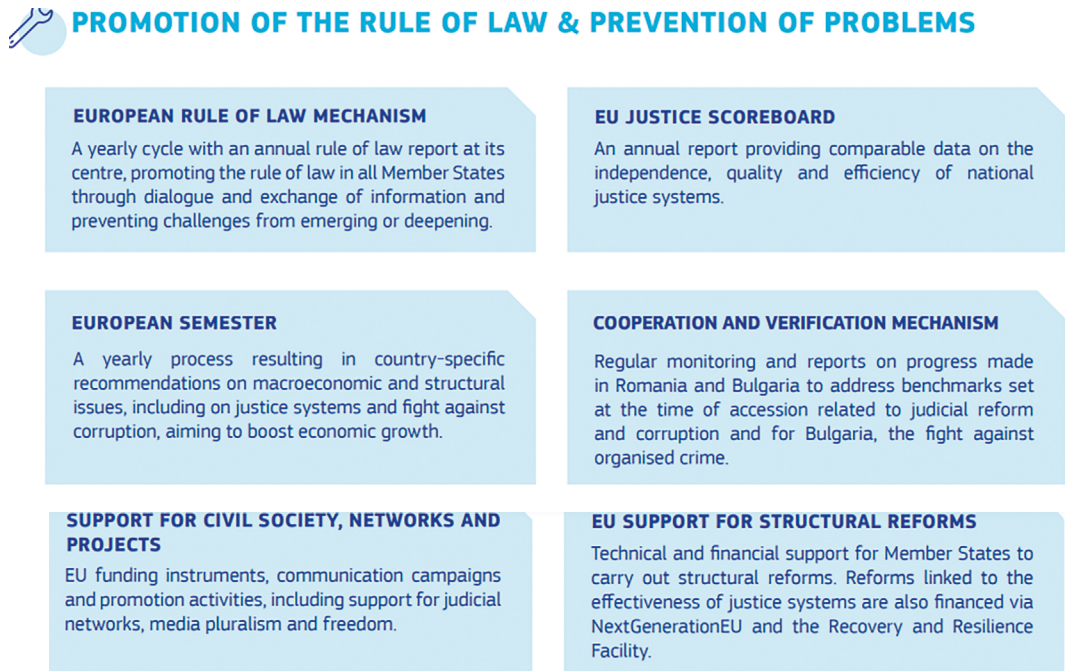 PROMOTION OF THE RULE OF LAW & PREVENTION OF PROBLEMS
EUROPEAN RULE OF LAW MECHANISM
A yearly cycle with an annual rule of law report at its
centre, promoting the rule of law in all Member States
through dialogue and exchange of information and
preventing challenges from emerging or deepening.
EU JUSTICE SCOREBOARD
An annual report providing comparable data on the
independence, quality and efficiency of national
justice systems.
EUROPEAN SEMESTER
A yearly process resulting in country-specific
recommendations on macroeconomic and structural
issues, including on justice systems and fight against
corruption, aiming to boost economic growth.
COOPERATION AND VERIFICATION MECHANISM
Regular monitoring and reports on progress made
in Romania and Bulgaria to address benchmarks set
at the time of accession related to judicial reform
and corruption and for Bulgaria, the fight against
organised crime.
SUPPORT FOR CIVIL SOCIETY, NETWORKS AND
PROJECTS
EU funding instruments, communication campaigns
and promotion activities, including support for judicial
networks, media pluralism and freedom.
EU SUPPORT FOR STRUCTURAL REFORMS
Technical and financial support for Member States to
carry out structural reforms. Reforms linked to the
effectiveness of justice systems are also financed via
NextGenerationEU and the Recovery and Resilience
Facility.